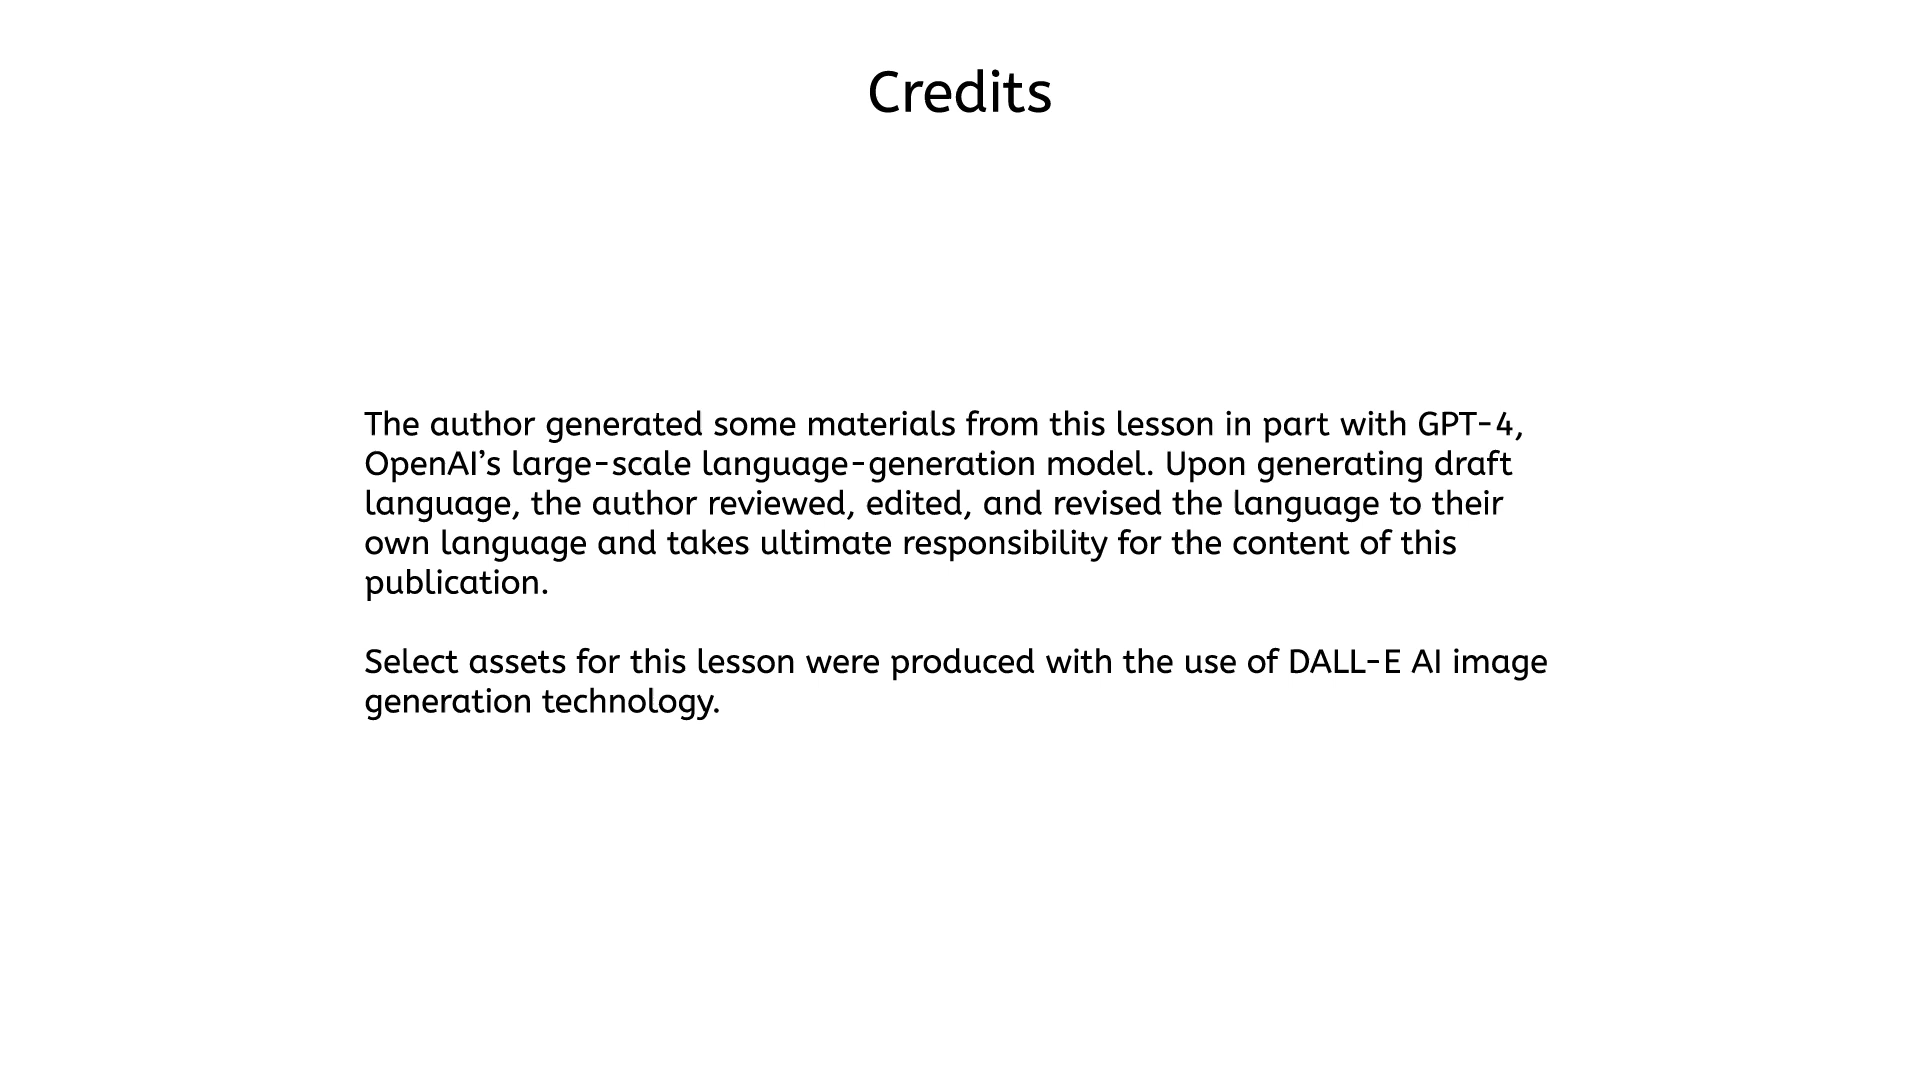 Credits
The author generated some materials from this lesson in part with GPT-4,
OpenAI’s large-scale language-generation model. Upon generating draft
language, the author reviewed, edited, and revised the language to their
own language and takes ultimate responsibility for the content of this
publication.
Select assets for this lesson were produced with the use of DALL-E AI image
generation technology.